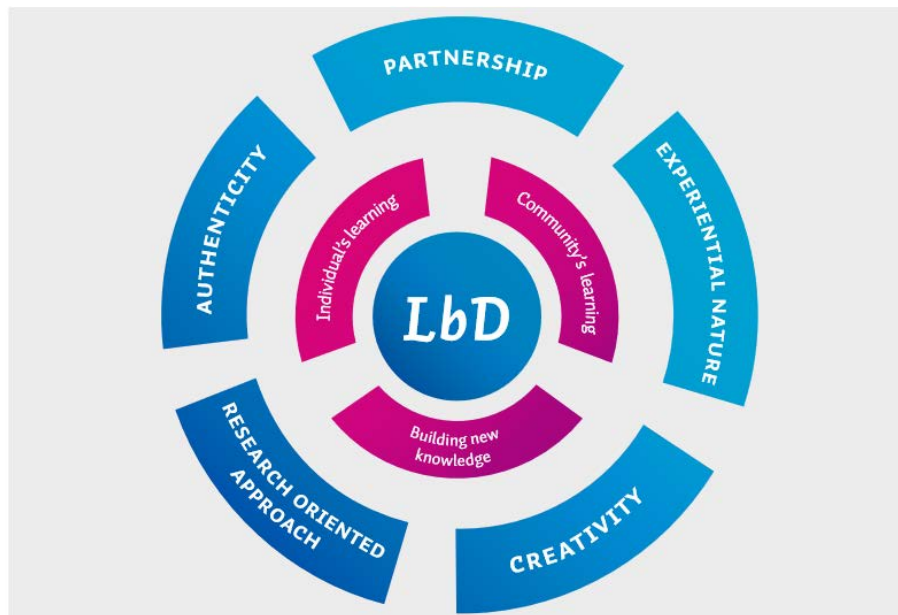 PARTNERSHIP
EXPERIENTIAL NATURE
CREATIVITY
RESEARCH ORIENTED
APPROACH
AUTHENTICITY
Individual's learning
Community's learning
Building new
knowledge
LbD